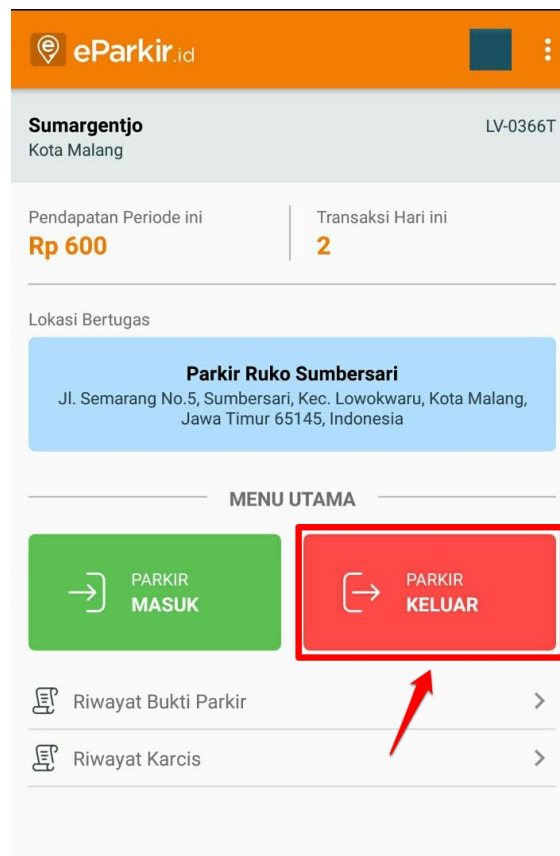 eParkir.id
Sumargentjo LV-0366T
Kota Malang
Pendapatan Periode ini Transaksi Hari ini
Rp 600 2
Lokasi Bertugas
Parkir Ruko Sumbersari
Jl. Semarang No.5, Sumbersari, Kec. Lowokwaru, Kota Malang,
Jawa Timur 65145, Indonesia
MENU UTAMA
PARKIR
MASUK
PARKIR
KELUAR
Riwayat Bukti Parkir
Riwayat Karcis